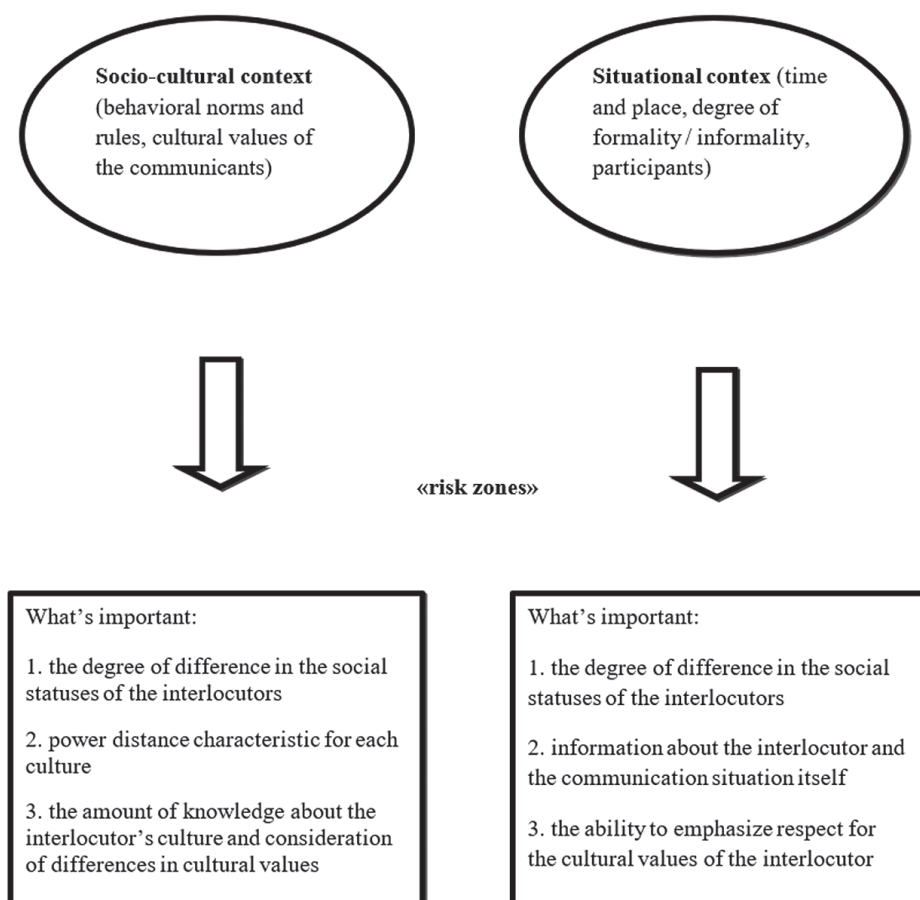 Socio-cultural context
(behavioral norms and
rules, cultural values of
the communicants)
Situational contex (time
and place, degree of
formality / informality,
participants)
«risk zones»
What's important:
1. the degree of difference in the social
statuses of the interlocutors
2. power distance characteristic for each
culture
3. the amount of knowledge about the
interlocutor's culture and consideration
of differences in cultural values
What's important:
1. the degree of difference in the social
statuses of the interlocutors
2. information about the interlocutor and
the communication situation itself
3. the ability to emphasize respect for
the cultural values of the interlocutor